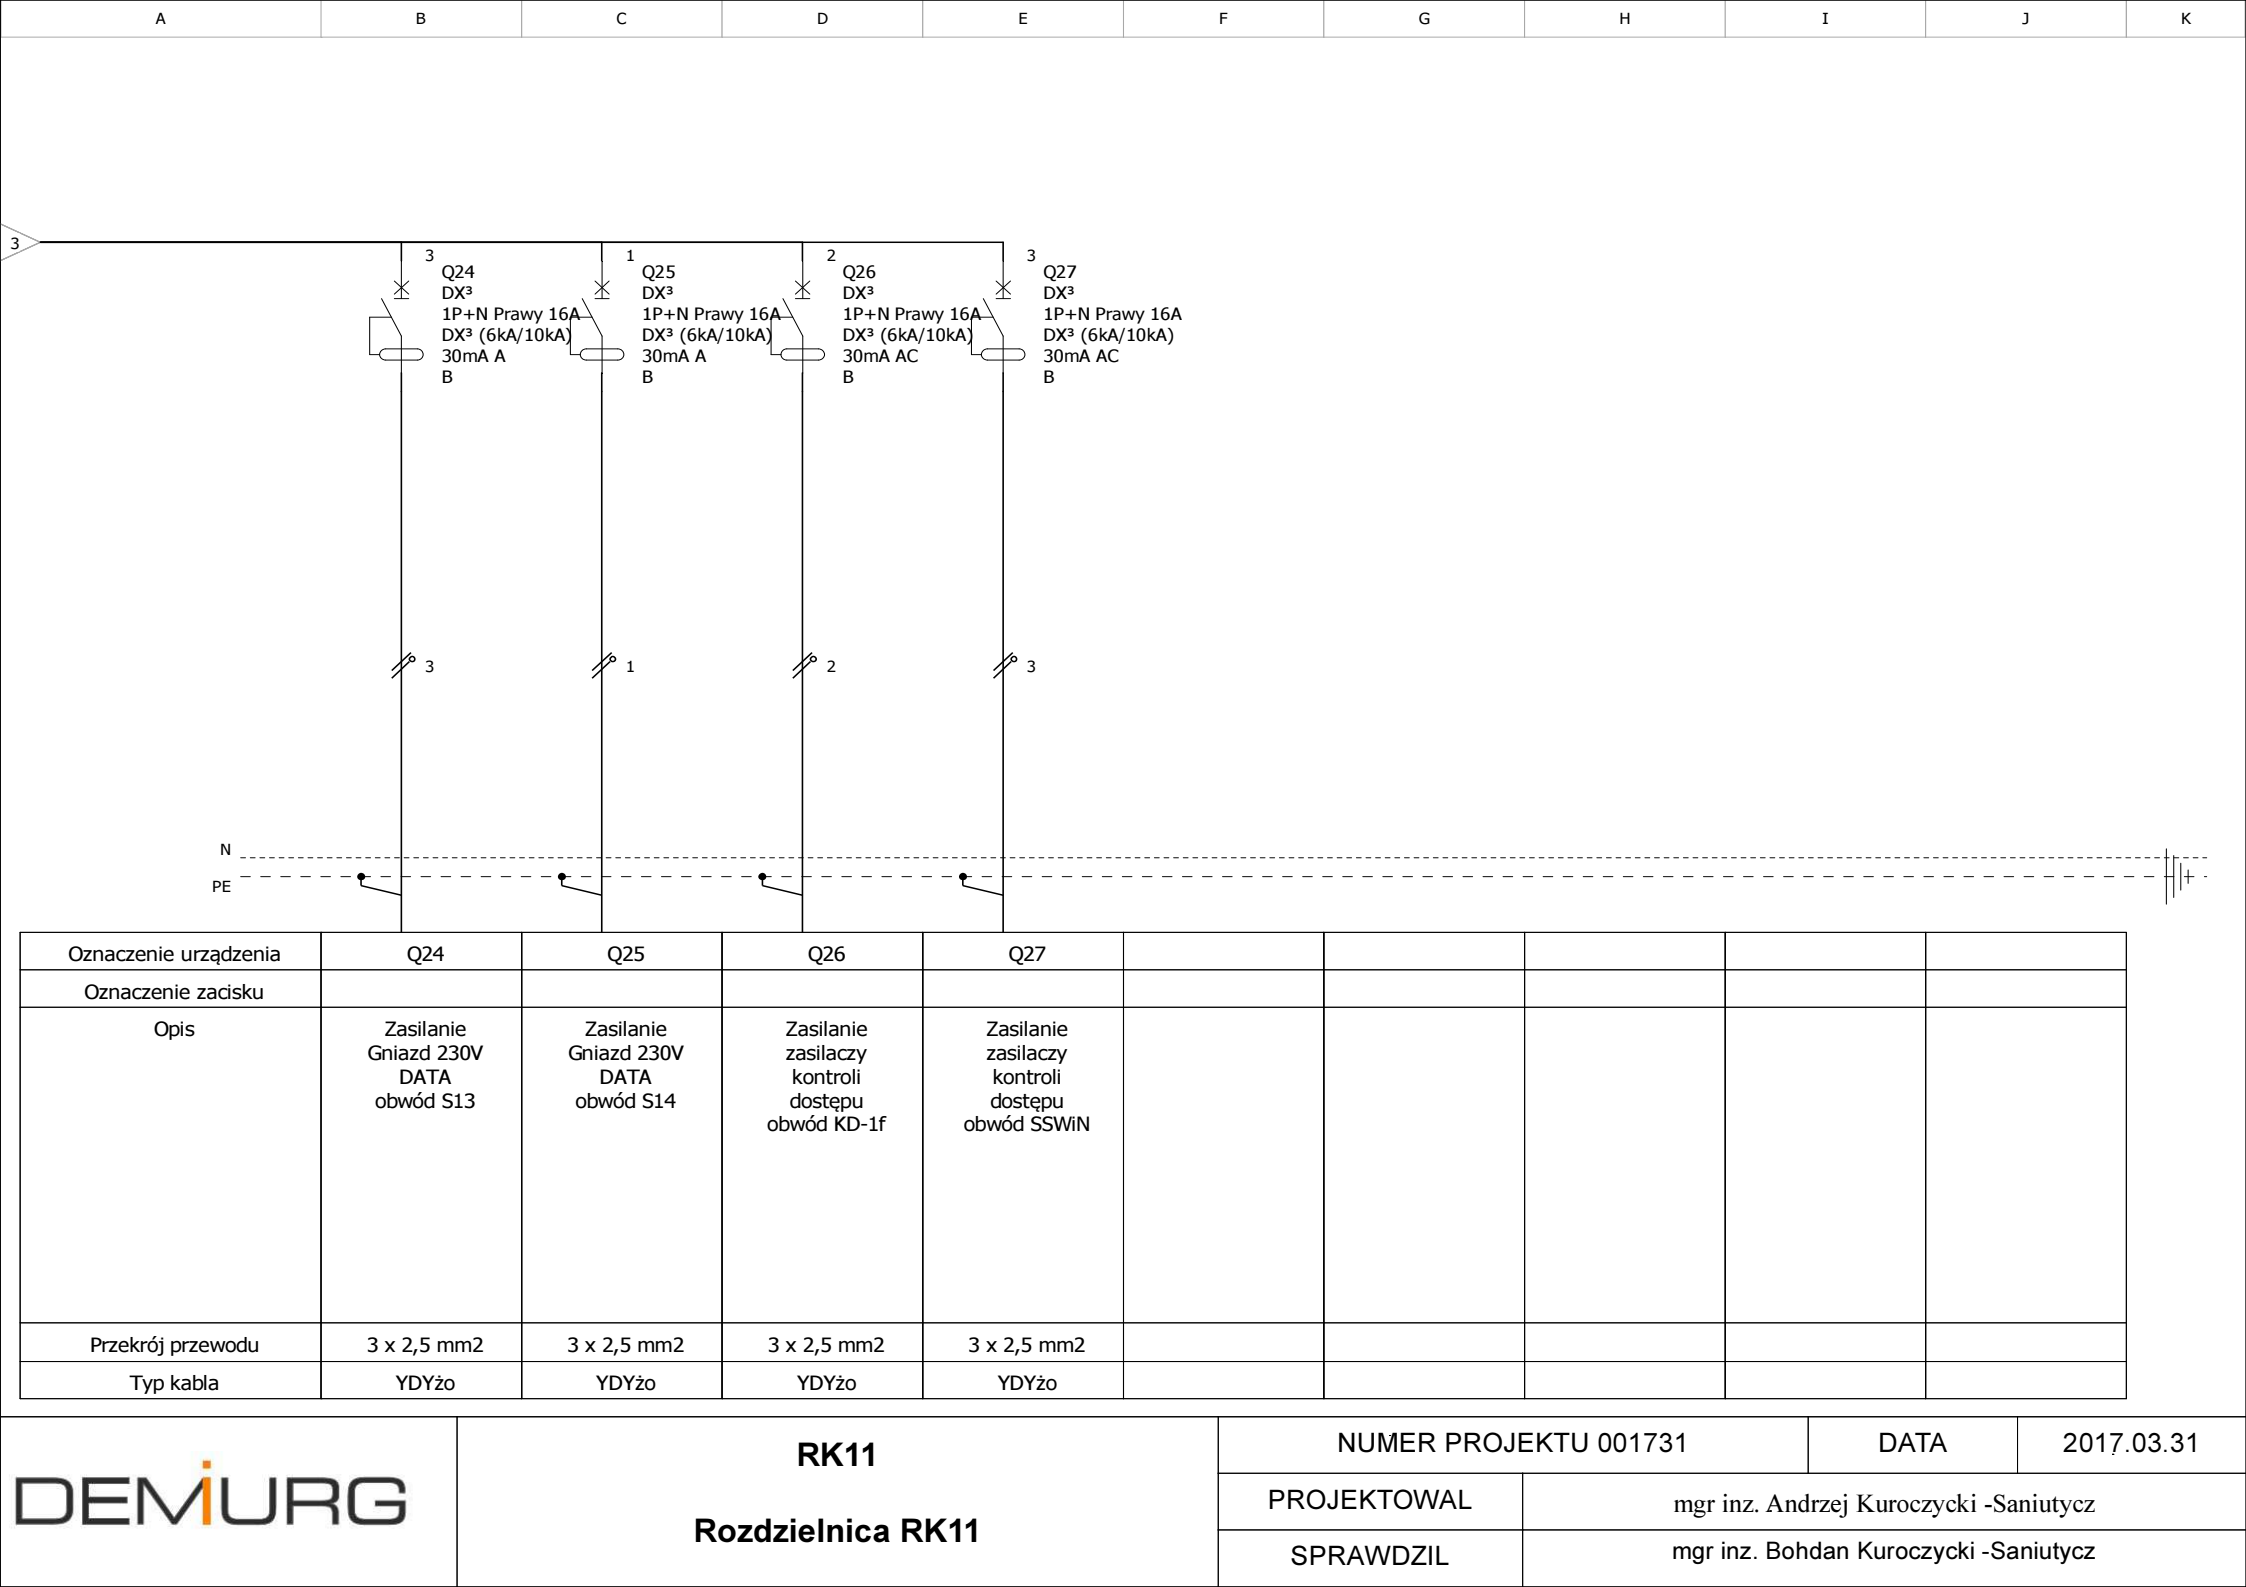 A B C D E F G H I J K
3
3 1 2 3
Q24 Q25 Q26 Q27
DX³ DX³ DX³ DX³
1P+N Prawy 16A 1P+N Prawy 16A 1P+N Prawy 16A 1P+N Prawy 16A
DX³ (6kA/10kA) DX³ (6kA/10kA) DX³ (6kA/10kA) DX³ (6kA/10kA)
30mA A 30mA A 30mA AC 30mA AC
B B B B
3 1 2 3
N
PE
Oznaczenie urządzenia Q24 Q25 Q26 Q27
Oznaczenie zacisku
Opis Zasilanie Zasilanie Zasilanie Zasilanie
Gniazd 230V Gniazd 230V zasilaczy zasilaczy
DATA DATA kontroli kontroli
obwód S13 obwód S14 dostępu dostępu
obwód KD-1f obwód SSWiN
Przekrój przewodu 3 x 2,5 mm2 3 x 2,5 mm2 3 x 2,5 mm2 3 x 2,5 mm2
Typ kabla YDYżo YDYżo YDYżo YDYżo
DEMiURG
RK11
Rozdzielnica RK11
NUMER PROJEKTU 001731 DATA 2017.03.31
PROJEKTOWAL mgr inz. Andrzej Kuroczycki -Saniutycz
SPRAWDZIL mgr inz. Bohdan Kuroczycki -Saniutycz